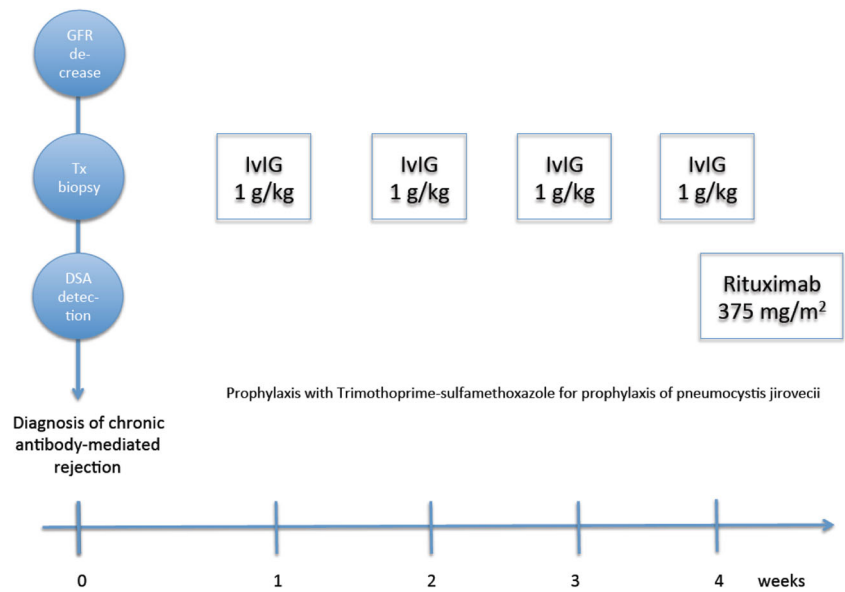 GFR
de-
crease
Tx
biopsy
DSA
detec-
tion
Diagnosis of chronic
antibody-mediated
rejection
IvIG
1 g/kg
IvIG
1 g/kg
IvIG
1 g/kg
IvIG
1 g/kg
Rituximab
375 mg/m²
Prophylaxis with Trimothoprime-sulfamethoxazole for prophylaxis of pneumocystis jirovecii
0 1 2 3 4 weeks